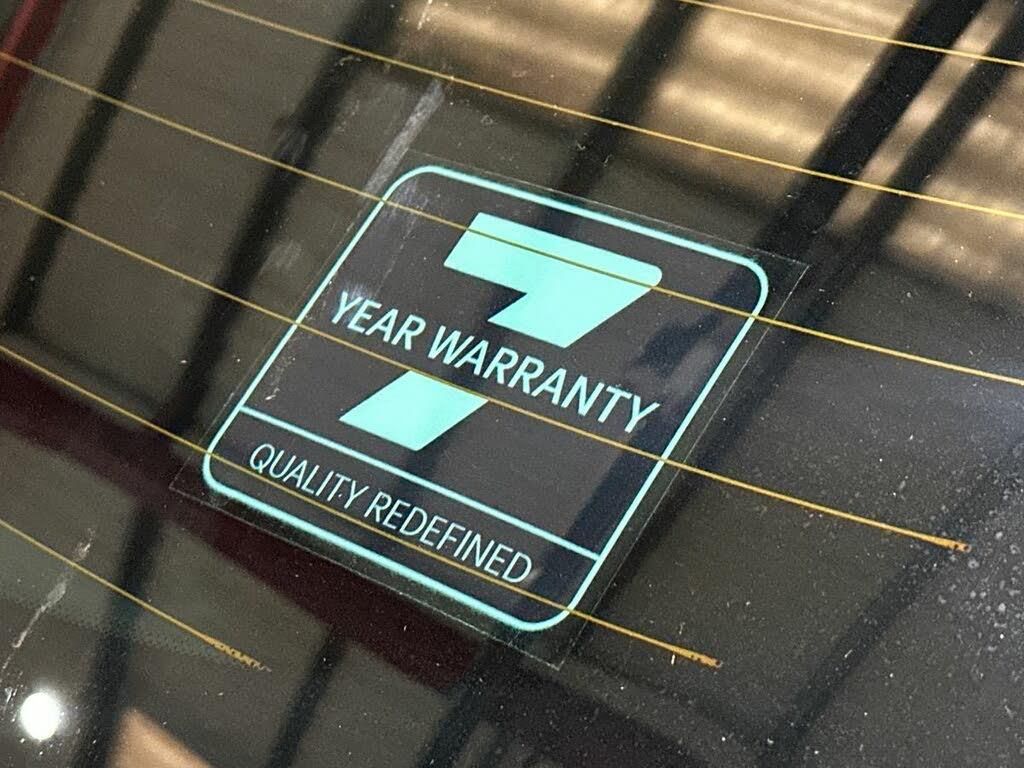 7
YEAR WARRANTY
QUALITY REDEFINED